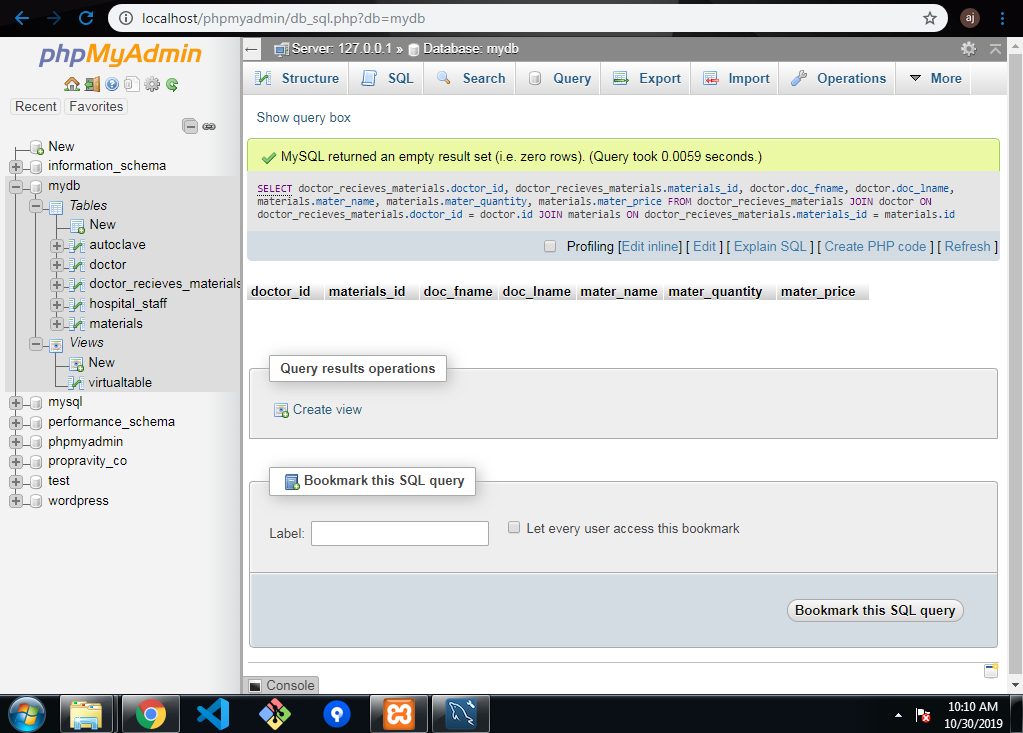 localhost/phpmyadmin/db_sql.php?db=mydb
aj
phpMyAdmin
Recent Favorites
New
information_schema
mydb
Tables
New
autoclave
doctor
doctor_recieves_materials
hospital_staff
materials
Views
New
virtualtable
mysql
performance_schema
phpmyadmin
propravity_co
test
wordpress
Server: 127.0.0.1 » Database: mydb
Structure SQL Search Query Export Import Operations More
Show query box
MySQL returned an empty result set (i.e. zero rows). (Query took 0.0059 seconds.)
SELECT doctor_recieves_materials.doctor_id, doctor_recieves_materials.materials_id, doctor.doc_fname, doctor.doc_lname,
materials.mater_name, materials.mater_quantity, materials.mater_price FROM doctor_recieves_materials JOIN doctor ON
doctor_recieves_materials.doctor_id = doctor.id JOIN materials ON doctor_recieves_materials.materials_id = materials.id
Profiling [Edit inline] [ Edit ] [ Explain SQL ] [ Create PHP code ] [ Refresh ]
doctor_id materials_id doc_fname doc_lname mater_name mater_quantity mater_price
Query results operations
Create view
Bookmark this SQL query
Label: Let every user access this bookmark
Bookmark this SQL query
Console
10:10 AM
10/30/2019